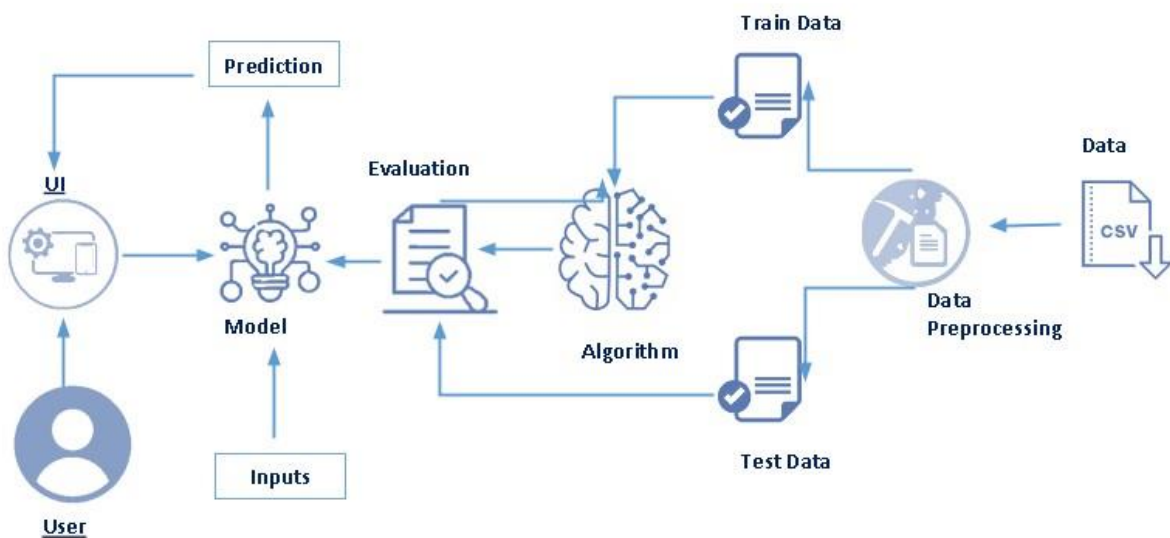 Train Data
Prediction
Data
Evaluation
UI
CSV
Model
Data
Preprocessing
Algorithm
Inputs
Test Data
User